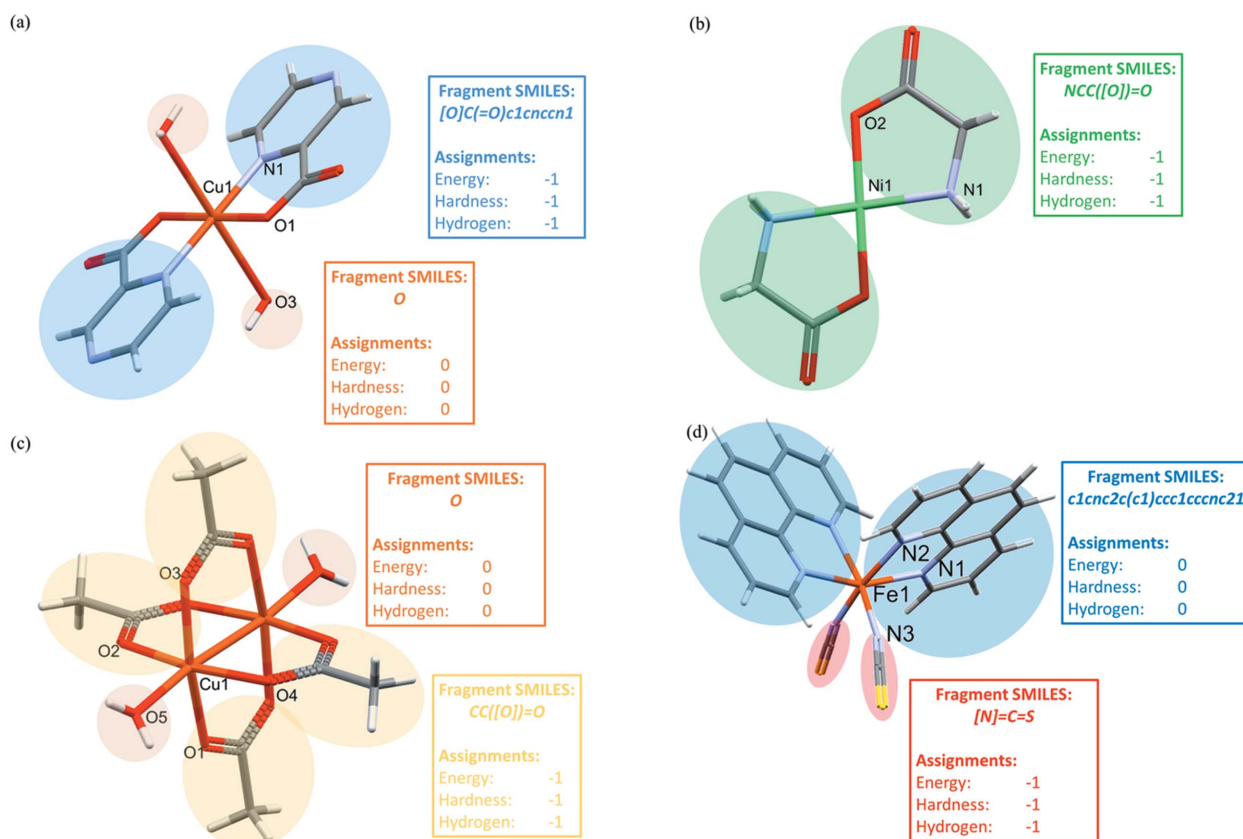 (a)
Cu1
N1
O1
O3
Fragment SMILES:
[O]C(=O)c1cnccn1
Assignments:
Energy: -1
Hardness: -1
Hydrogen: -1
Fragment SMILES:
O
Assignments:
Energy: 0
Hardness: 0
Hydrogen: 0
(b)
O2
Ni1
N1
Fragment SMILES:
NCC([O])=O
Assignments:
Energy: -1
Hardness: -1
Hydrogen: -1
(c)
O3
O2
Cu1
O4
O5
O1
Fragment SMILES:
O
Assignments:
Energy: 0
Hardness: 0
Hydrogen: 0
Fragment SMILES:
CC([O])=O
Assignments:
Energy: -1
Hardness: -1
Hydrogen: -1
(d)
N2
N1
Fe1
N3
Fragment SMILES:
c1cnc2c(c1)ccc1cccnc21
Assignments:
Energy: 0
Hardness: 0
Hydrogen: 0
Fragment SMILES:
[N]=C=S
Assignments:
Energy: -1
Hardness: -1
Hydrogen: -1